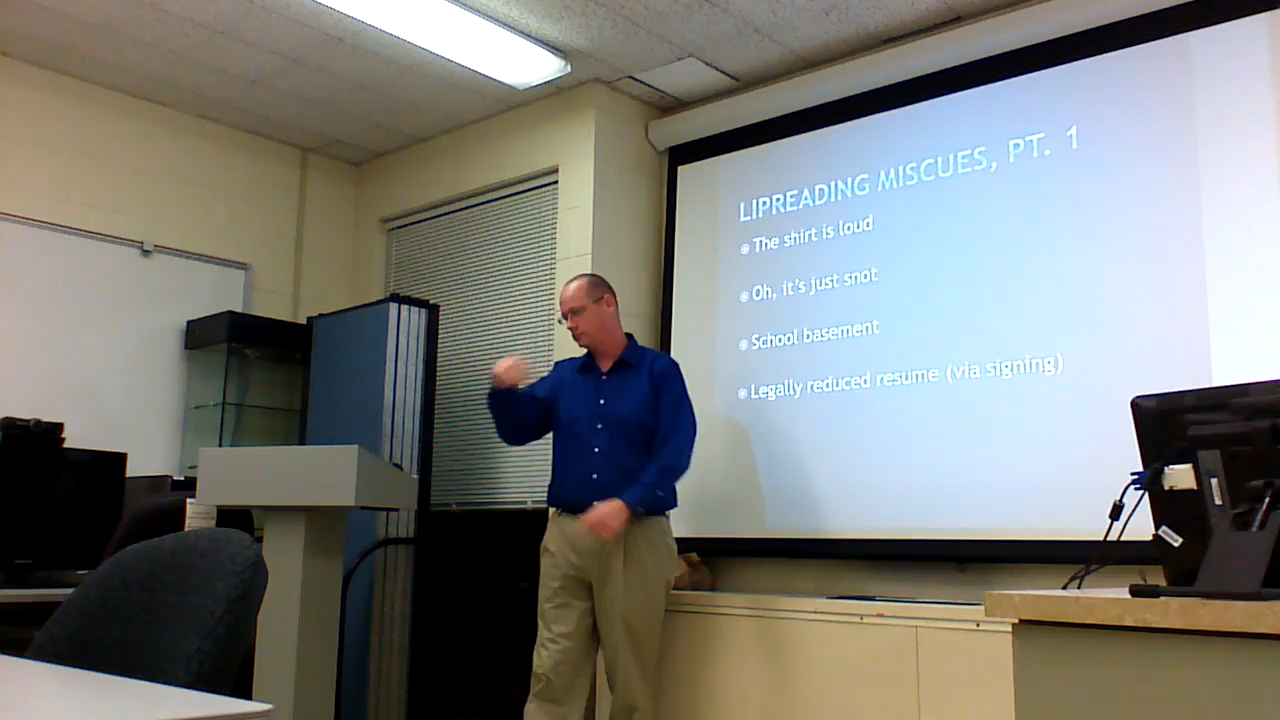 LIPREADING MISCUES, PT. 1
The shirt is loud
Oh, it's just snot
School basement
Legally reduced resume (via signing)